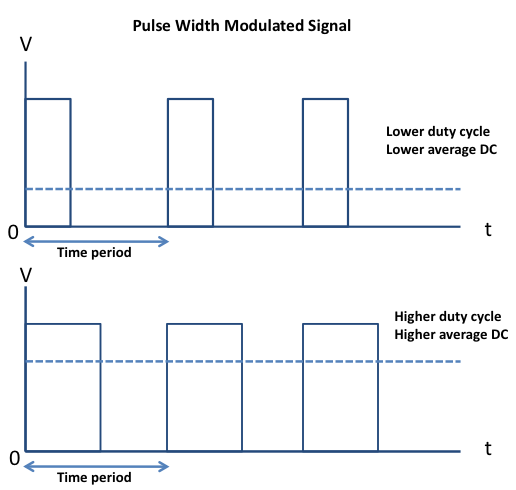 Pulse Width Modulated Signal
V
Lower duty cycle
Lower average DC
0
t
Time period
V
Higher duty cycle
Higher average DC
0
t
Time period